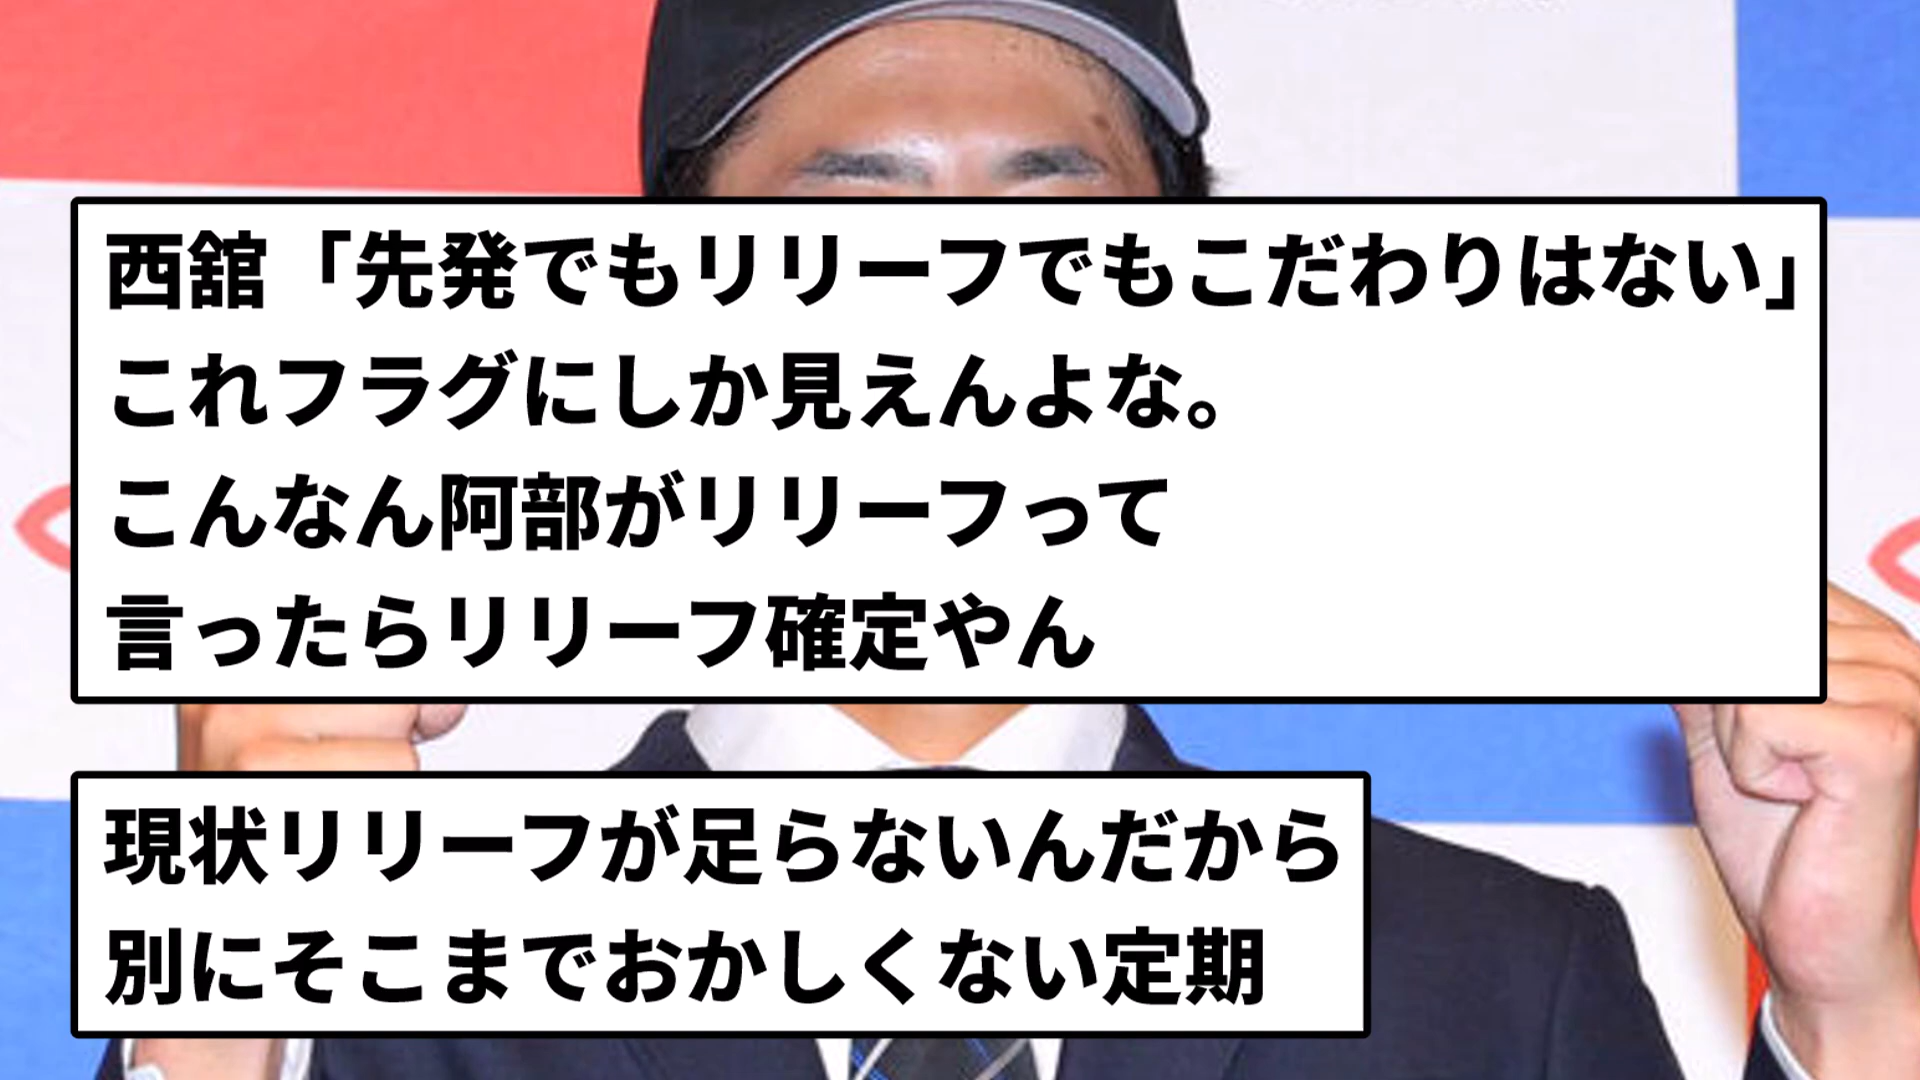 西舘「先発でもリリーフでもこだわりはない」
これフラグにしか見えんよな。
こんなん阿部がリリーフって
言ったらリリーフ確定やん
現状リリーフが足らないんだから
別にそこまでおかしくない定期